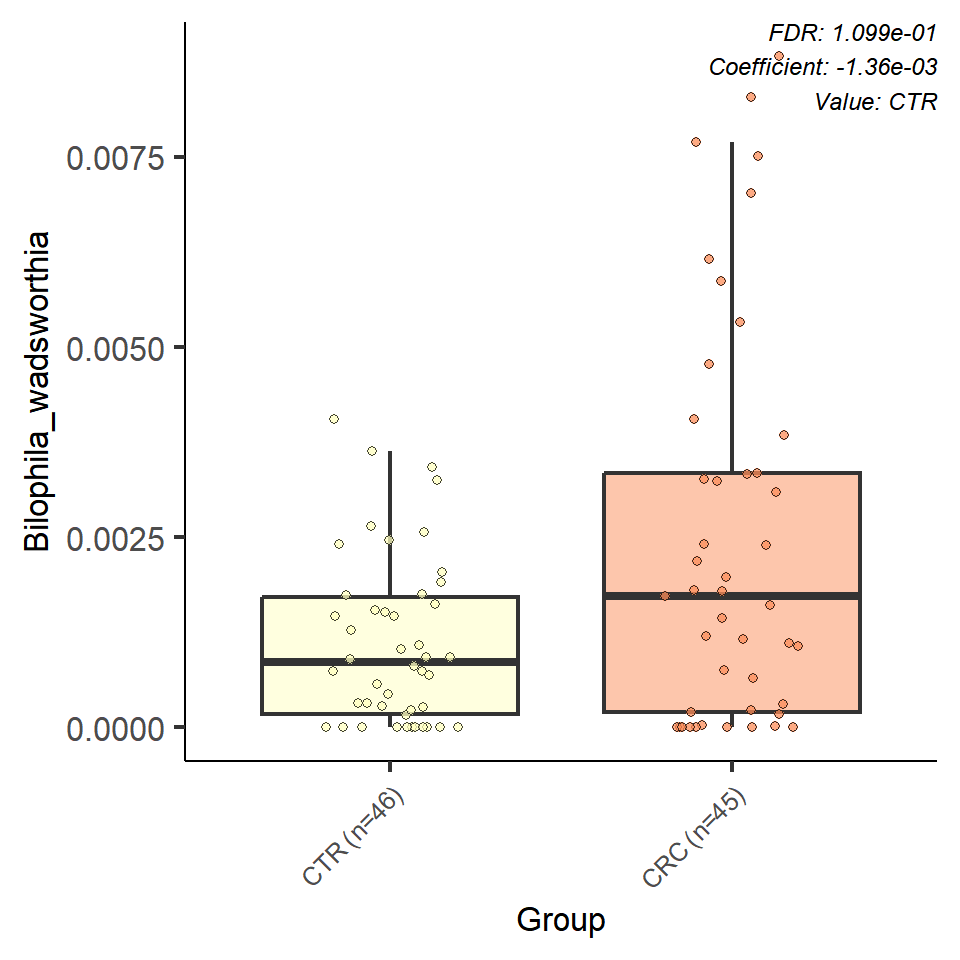 FDR: 1.099e-01
Coefficient: -1.36e-03
Value: CTR
0.0075
0.0050
0.0025
0.0000
Bilophila_wadsworthia
CTR (n=46)
CRC (n=45)
Group